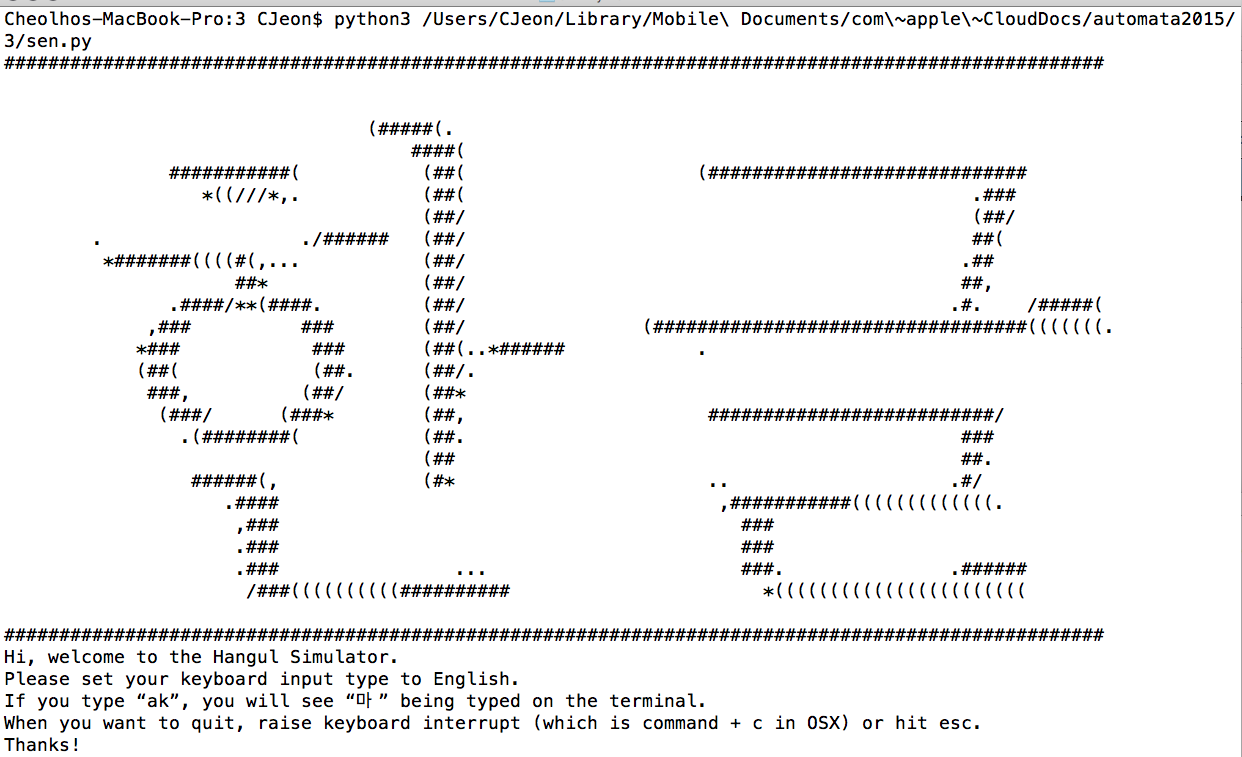 Cheolhos-MacBook-Pro:3 CJeon$ python3 /Users/CJeon/Library/Mobile\ Documents/com\~apple\~CloudDocs/automata2015/
3/sen.py
한글
Hi, welcome to the Hangul Simulator.
Please set your keyboard input type to English.
If you type “ak”, you will see “마” being typed on the terminal.
When you want to quit, raise keyboard interrupt (which is command + c in OSX) or hit esc.
Thanks!